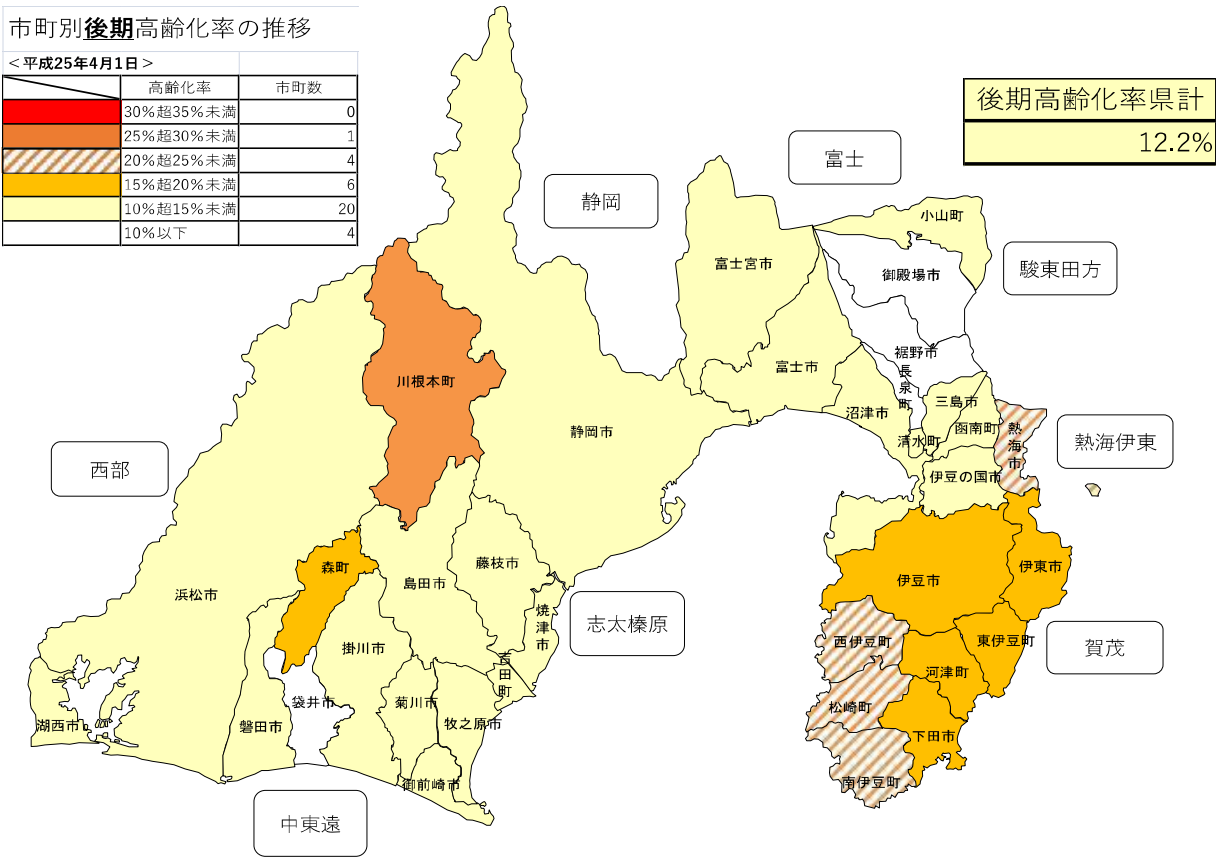 市町別後期高齢化率の推移
＜平成25年4月1日＞
高齢化率 市町数
30%超35%未満 0
25%超30%未満 1
20%超25%未満 4
15%超20%未満 6
10%超15%未満 20
10%以下 4
後期高齢化率県計
12.2%
富士
静岡
小山町
駿東田方
富士宮市
御殿場市
裾野市
富士市
長泉町
川根本町
三島市
沼津市
函南町
熱海市
静岡市
清水町
熱海伊東
西部
伊豆の国市
藤枝市
森町
島田市
伊東市
伊豆市
浜松市
焼津市
志太榛原
西伊豆町
東伊豆町
賀茂
掛川市
吉田町
河津町
袋井市
菊川市
松崎町
湖西市
磐田市
牧之原市
下田市
御前崎市
南伊豆町
中東遠